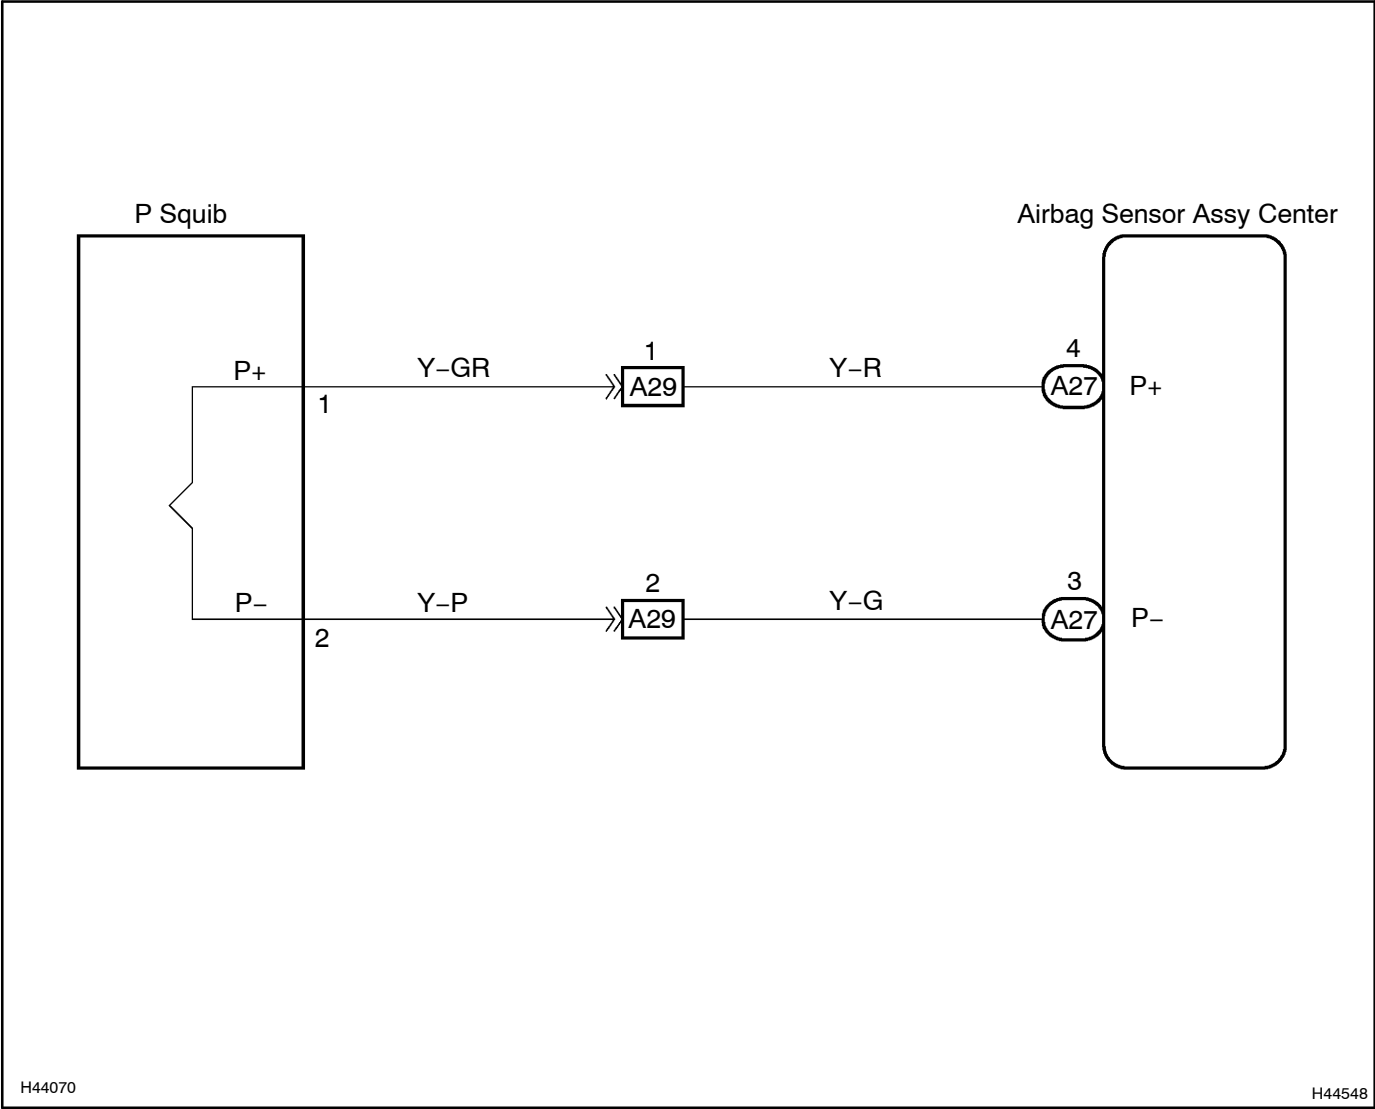 P Squib
Airbag Sensor Assy Center
P+
1
Y−GR
1
A29
Y−R
4
A27
P+
P−
2
Y−P
2
A29
Y−G
3
A27
P−
H44070
H44548